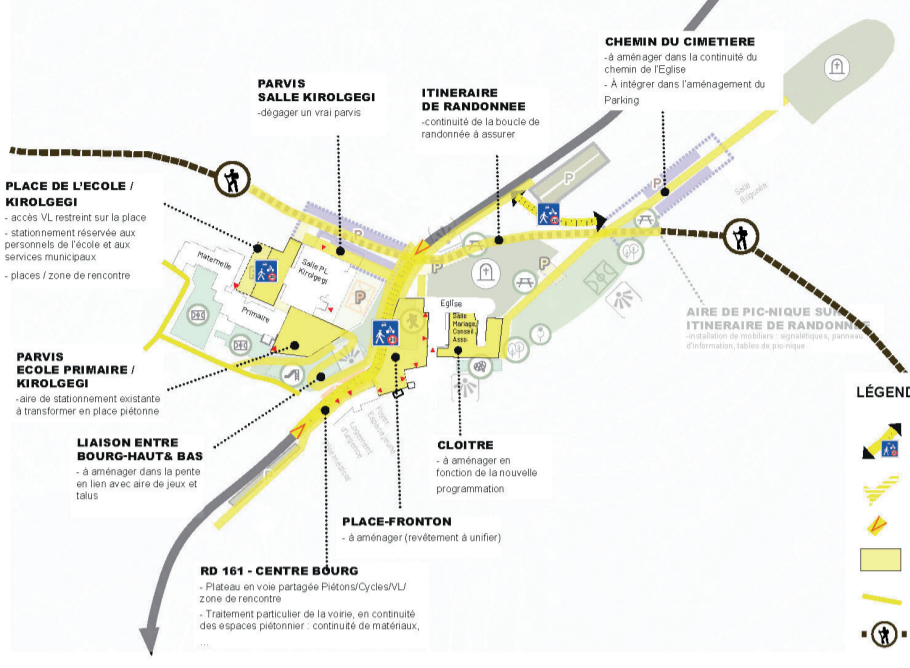 CHEMIN DU CIMETIERE
-à aménager dans la continuité du
chemin de l'Eglise
- À intégrer dans l'aménagement du
Parking
PARVIS
SALLE KIROLGEGI
-dégager un vrai parvis
ITINERAIRE
DE RANDONNEE
-continuité de la boucle de
randonnée à assurer
PLACE DE L'ECOLE /
KIROLGEGI
- accès VL restreint sur la place
- stationnement réservée aux
personnels de l'école et aux
services municipaux
- places / zone de rencontre
Maternelle
Salle PL
Kirolgegi
Primaire
P
P
P
P
P
P
Eglise
Salle
Mariage,
Conseil
Asso.
Salle
AIRE DE PIC-NIQUE SUR
ITINERAIRE DE RANDONNEE
-installation de mobiliers : signalétiques, panneau
d'information, tables de pic-nique
PARVIS
ECOLE PRIMAIRE /
KIROLGEGI
-aire de stationnement existante
à transformer en place piétonne
LÉGEND
LIAISON ENTRE
BOURG-HAUT& BAS
- à aménager dans la pente
en lien avec aire de jeux et
talus
CLOITRE
- à aménager en
fonction de la nouvelle
programmation
Foyer
Espace jeune
Logement
d'urgence
PLACE-FRONTON
- à aménager (revêtement à unifier)
RD 161 - CENTRE BOURG
- Plateau en voie partagée Piétons/Cycles/VL/
zone de rencontre
- Traitement particulier de la voirie, en continuité
des espaces piétonnier : continuité de matériaux,
...